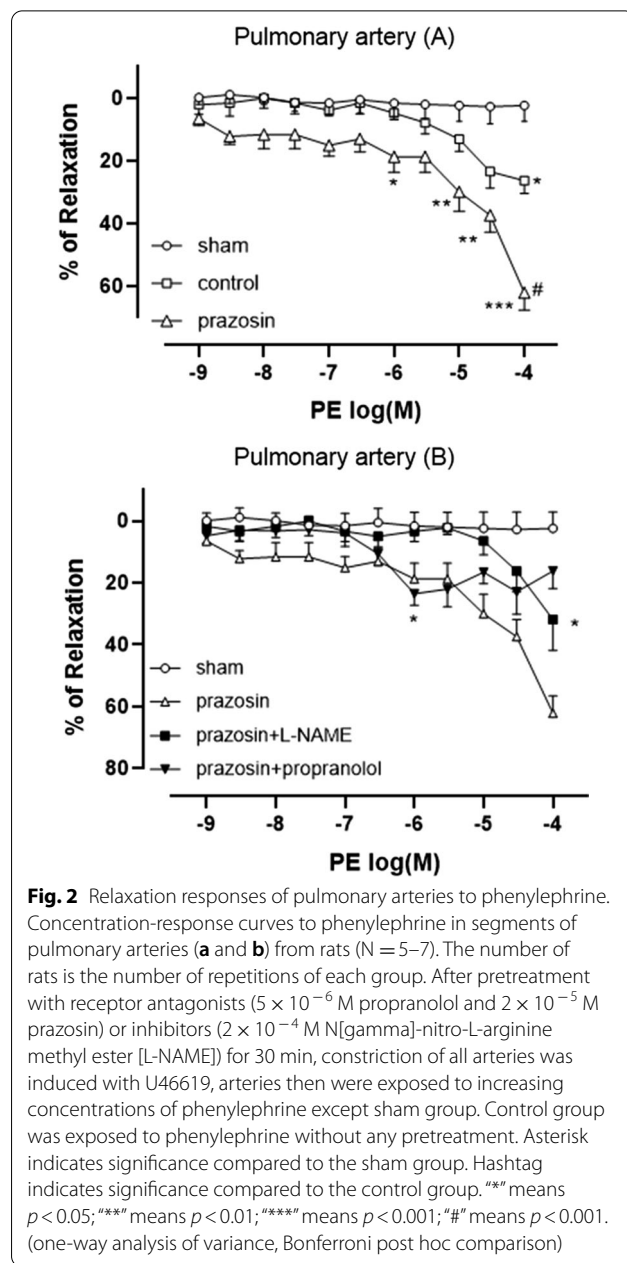 Pulmonary artery (A)
0
20
40
60
% of Relaxation
sham
control
prazosin
*
*
**
**
***
#
-9 -8 -7 -6 -5 -4
PE log(M)
Pulmonary artery (B)
0
20
40
60
80
% of Relaxation
sham
prazosin
prazosin+L-NAME
prazosin+propranolol
*
*
-9 -8 -7 -6 -5 -4
PE log(M)
Fig. 2 Relaxation responses of pulmonary arteries to phenylephrine.
Concentration-response curves to phenylephrine in segments of
pulmonary arteries (a and b) from rats (N = 5–7). The number of
rats is the number of repetitions of each group. After pretreatment
with receptor antagonists (5 × 10⁻⁶ M propranolol and 2 × 10⁻⁵ M
prazosin) or inhibitors (2 × 10⁻⁴ M N[gamma]-nitro-L-arginine
methyl ester [L-NAME]) for 30 min, constriction of all arteries was
induced with U46619, arteries then were exposed to increasing
concentrations of phenylephrine except sham group. Control group
was exposed to phenylephrine without any pretreatment. Asterisk
indicates significance compared to the sham group. Hashtag
indicates significance compared to the control group. “*” means
p < 0.05; “**” means p < 0.01; “***” means p < 0.001; “#” means p < 0.001.
(one-way analysis of variance, Bonferroni post hoc comparison)